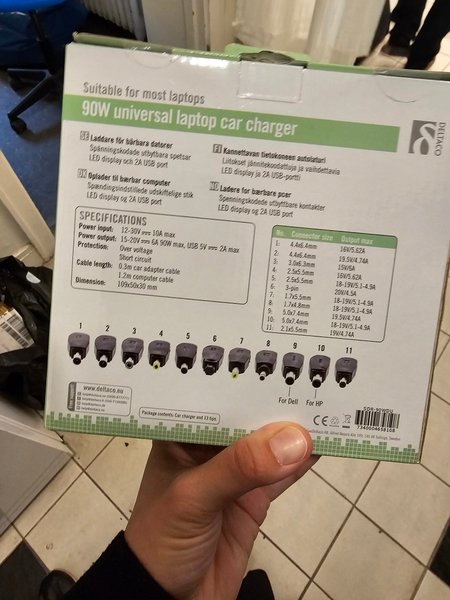 Suitable for most laptops
90W universal laptop car charger
DELTACO
SE Laddare för bärbara datorer
Spänningskodade utbytbara spetsar
LED display och 2A USB port
FI Kannettavan tietokoneen autolaturi
Liitokset jännitekoodattuja ja vaihdettavia
LED display ja 2A USB-portti
DK Oplader til bærbar computer
Spændingsindstillede udskiftelige stik
LED display og 2A USB port
NO Ladere for bærbare pcer
Spenningskodede utbyttbare kontakter
LED display og 2A USB port
SPECIFICATIONS
Power input: 12-30V⎓ 10A max
Power output: 15-20V⎓ 6A 90W max, USB 5V⎓ 2A max
Protection: Over voltage
Short circuit
Cable length: 0.3m car adapter cable
1.2m computer cable
Dimension: 109x50x30 mm
No. Connector size Output max
1: 4.4x6.4mm 16V/5.62A
2: 4.4x6.4mm 19.5V/4.74A
3: 3.0x6.3mm 15V/6A
4: 2.5x5.5mm 16V/5.62A
5: 2.5x5.5mm 18-19V/5.1-4.9A
6: 3-pin 20V/4.5A
7: 1.7x5.5mm 18-19V/5.1-4.9A
8: 1.7x4.8mm 18-19V/5.1-4.9A
9: 5.0x7.4mm 19.5V/4.74A
10: 5.0x7.4mm 18-19V/5.1-4.9A
11: 2.1x5.5mm 19V/4.74A
1 2 3 4 5 6 7 8 9 10 11
For Dell For HP
www.deltaco.eu
Package contents: Car charger and 11 tips.
SDR-90WDU
CE
7340004658108